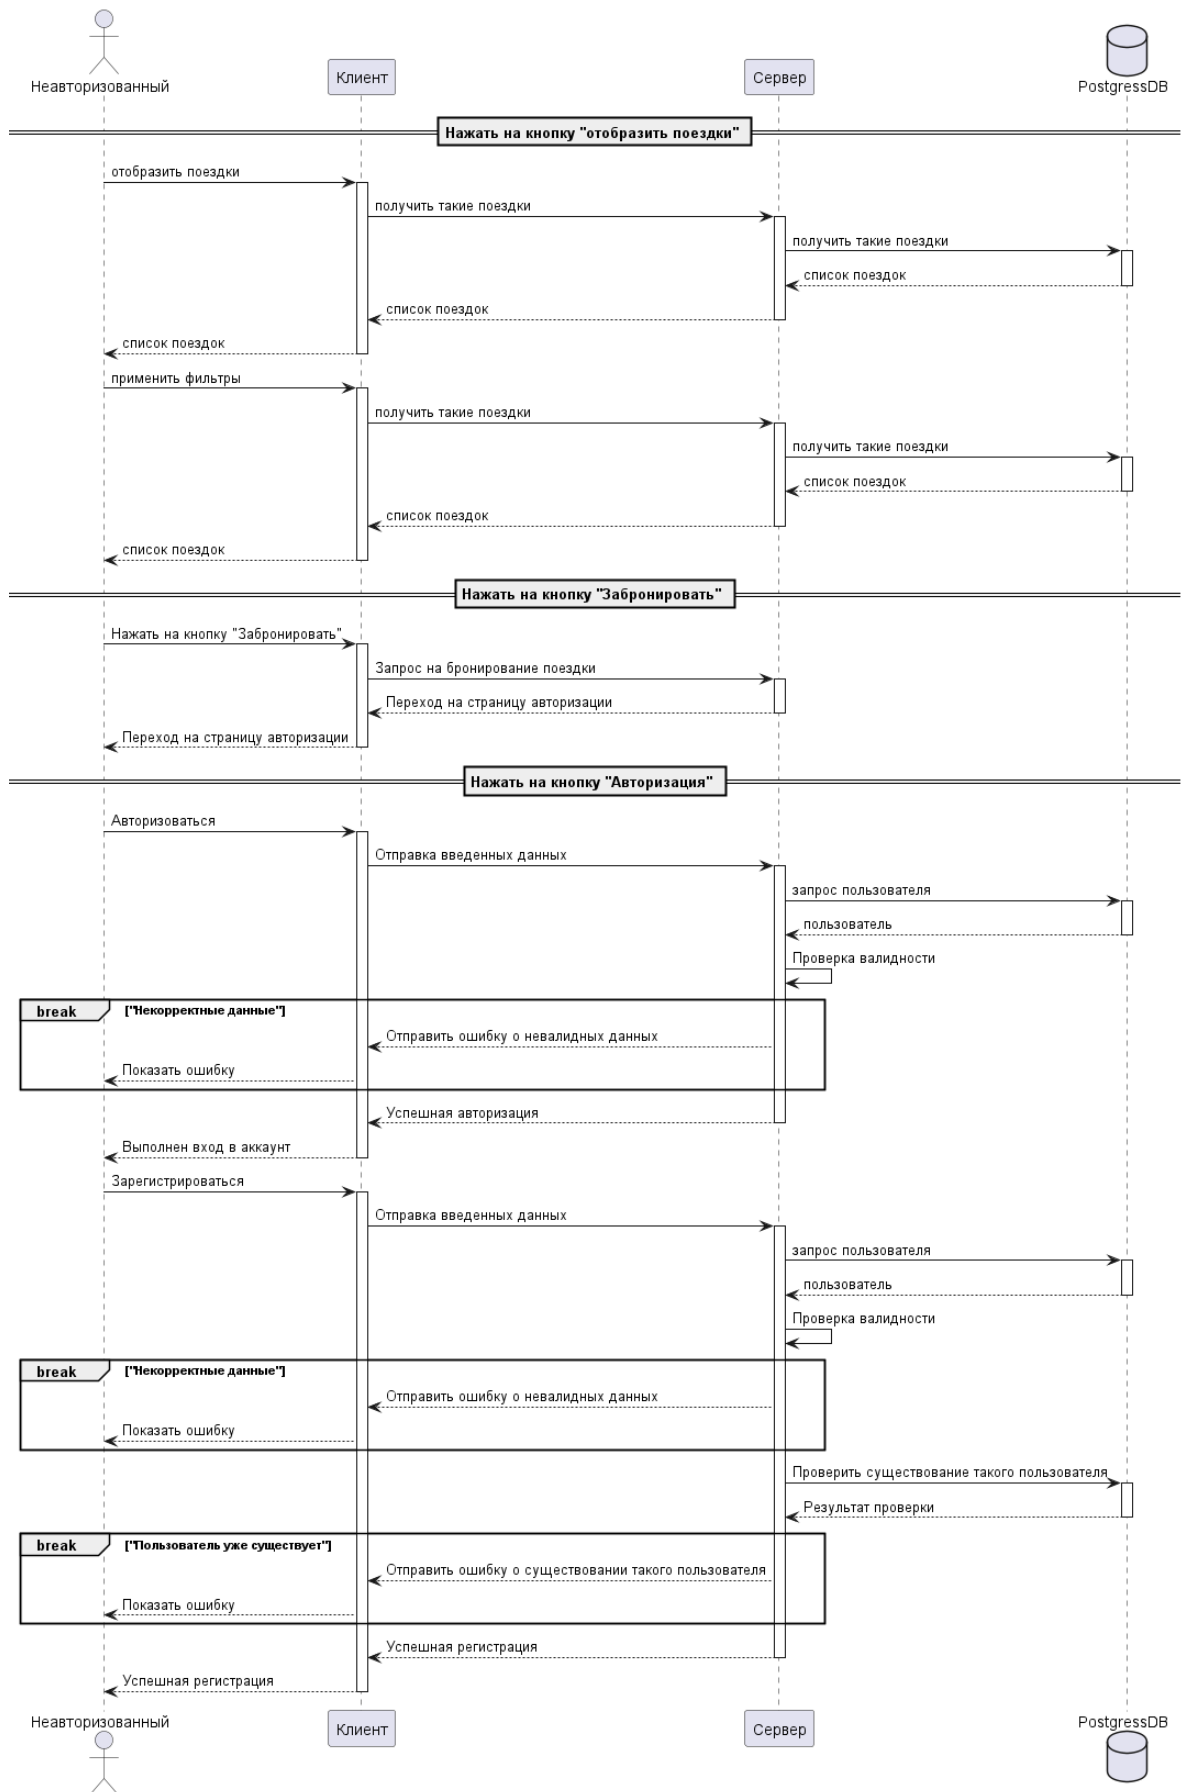 Неавторизованный
Клиент
Сервер
PostgressDB
Нажать на кнопку "отобразить поездки"
отобразить поездки
получить такие поездки
получить такие поездки
список поездок
список поездок
список поездок
применить фильтры
получить такие поездки
получить такие поездки
список поездок
список поездок
список поездок
Нажать на кнопку "Забронировать"
Нажать на кнопку "Забронировать"
Запрос на бронирование поездки
Переход на страницу авторизации
Переход на страницу авторизации
Нажать на кнопку "Авторизация"
Авторизоваться
Отправка введенных данных
запрос пользователя
пользователь
Проверка валидности
break ["Некорректные данные"]
Отправить ошибку о невалидных данных
Показать ошибку
Успешная авторизация
Выполнен вход в аккаунт
Зарегистрироваться
Отправка введенных данных
запрос пользователя
пользователь
Проверка валидности
break ["Некорректные данные"]
Отправить ошибку о невалидных данных
Показать ошибку
Проверить существование такого пользователя
Результат проверки
break ["Пользователь уже существует"]
Отправить ошибку о существовании такого пользователя
Показать ошибку
Успешная регистрация
Успешная регистрация
Неавторизованный
Клиент
Сервер
PostgressDB